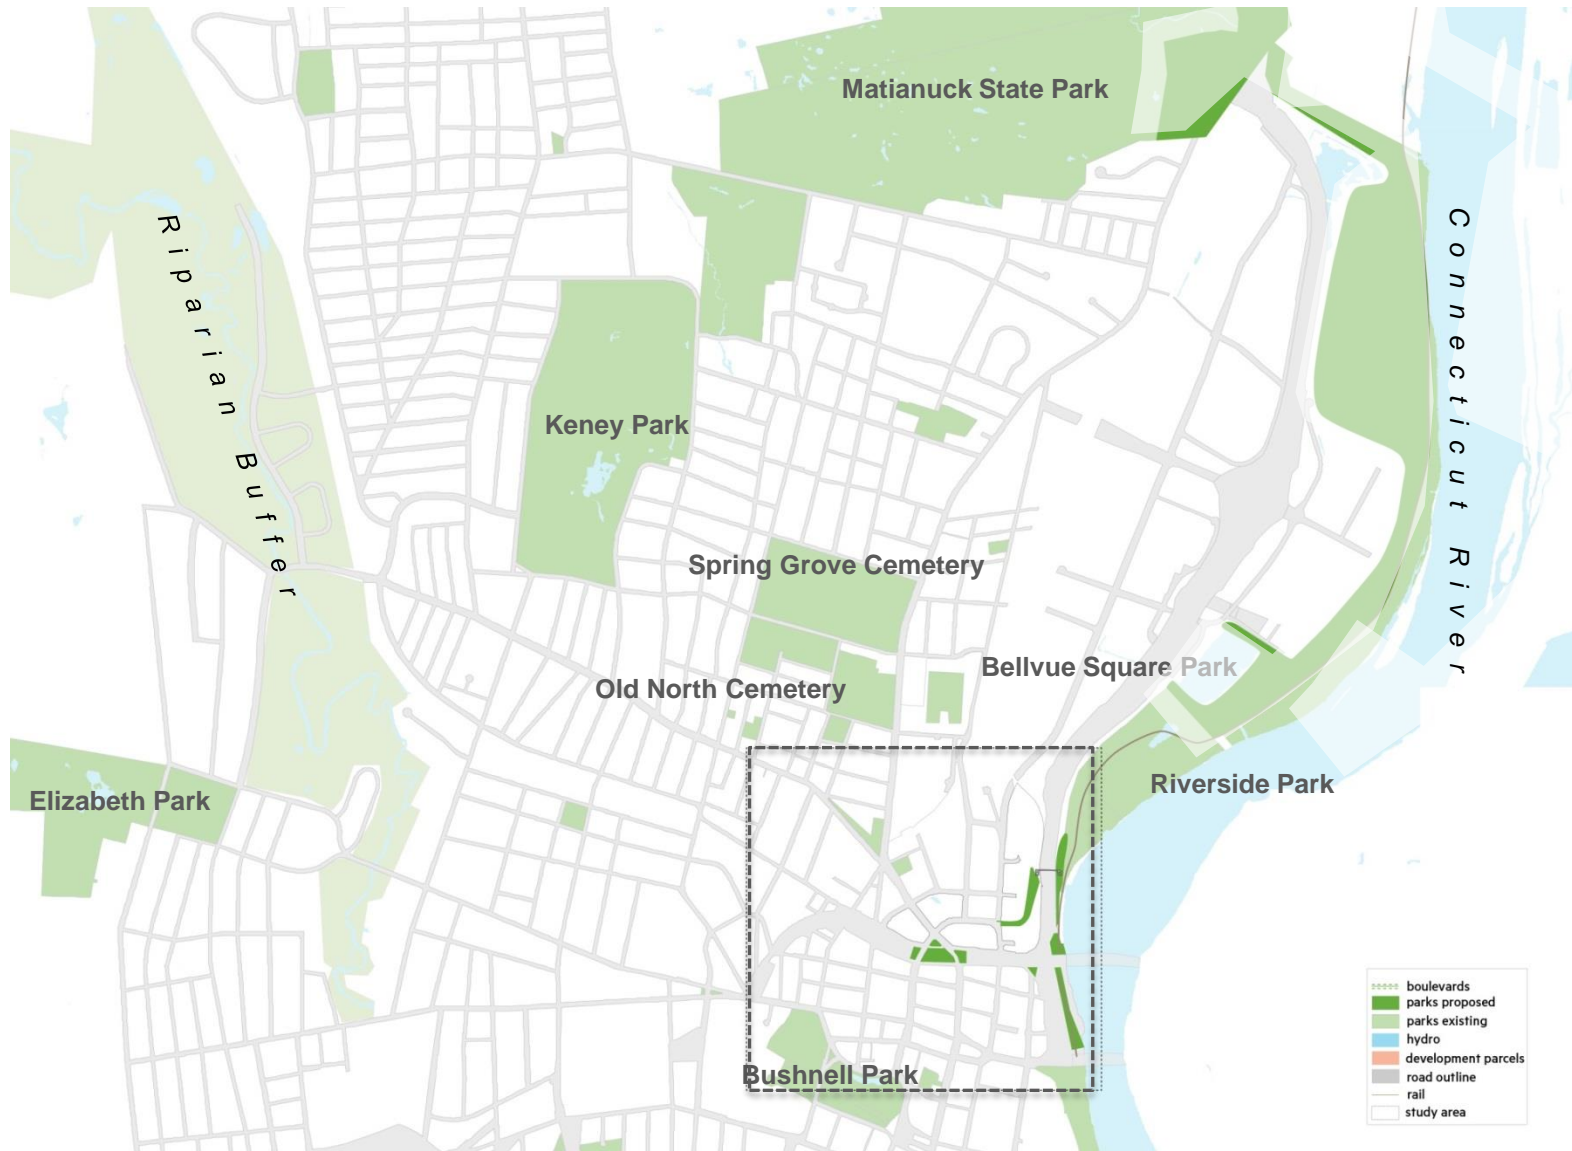 Matianuck State Park
Riparian Buffer
Connecticut River
Keney Park
Spring Grove Cemetery
Bellvue Square Park
Old North Cemetery
Riverside Park
Elizabeth Park
Bushnell Park
boulevards
parks proposed
parks existing
hydro
development parcels
road outline
rail
study area